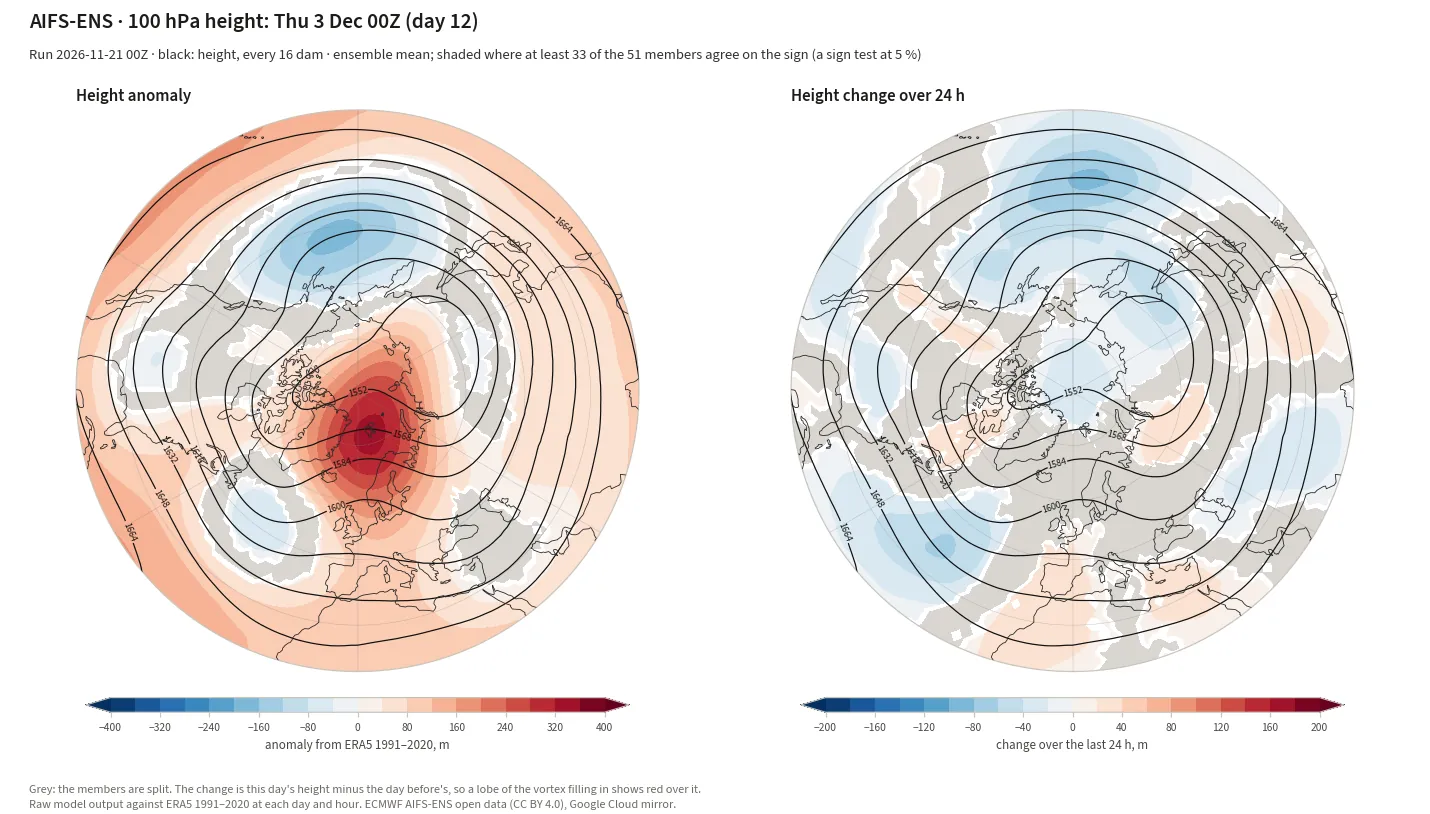 AIFS-ENS · 100 hPa height: Thu 3 Dec 00Z (day 12)
Run 2026-11-21 00Z · black: height, every 16 dam · ensemble mean; shaded where at least 33 of the 51 members agree on the sign (a sign test at 5 %)
Height anomaly
1664
1552
1568
1584
1600
1616
1632
1648
1664
−400 −320 −240 −160 −80 0 80 160 240 320 400
anomaly from ERA5 1991–2020, m
Height change over 24 h
1664
1552
1568
1584
1600
1616
1632
1648
1664
−200 −160 −120 −80 −40 0 40 80 120 160 200
change over the last 24 h, m
Grey: the members are split. The change is this day's height minus the day before's, so a lobe of the vortex filling in shows red over it.
Raw model output against ERA5 1991–2020 at each day and hour. ECMWF AIFS-ENS open data (CC BY 4.0), Google Cloud mirror.